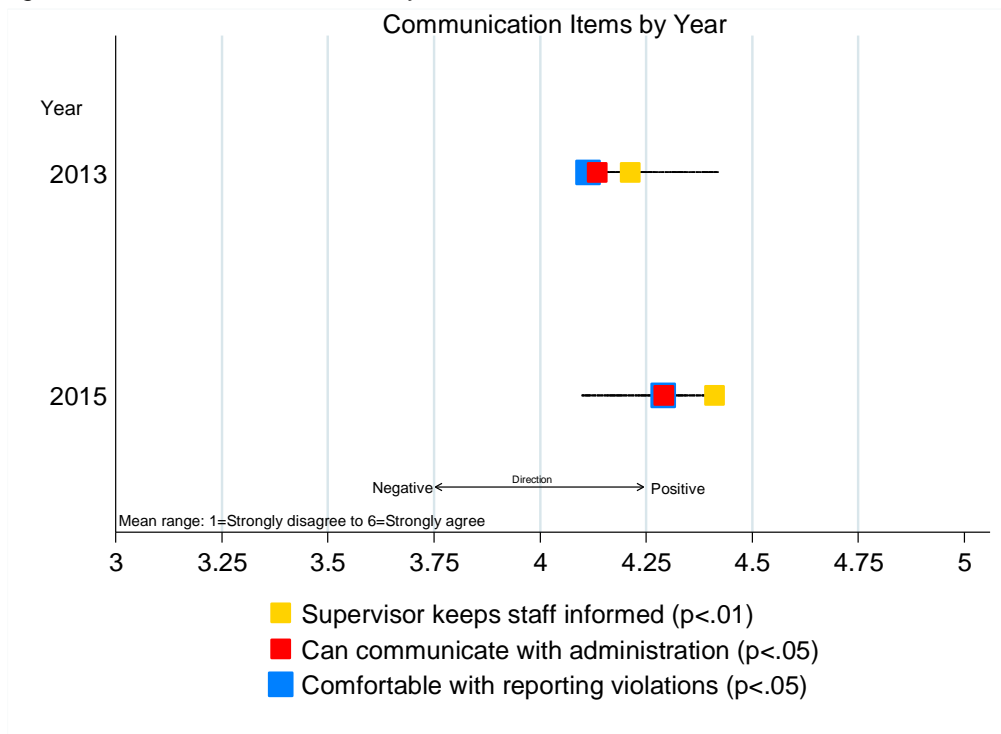 Communication Items by Year
Year
2013
2015
Negative
Direction
Positive
Mean range: 1=Strongly disagree to 6=Strongly agree
3 3.25 3.5 3.75 4 4.25 4.5 4.75 5
Supervisor keeps staff informed (p<.01)
Can communicate with administration (p<.05)
Comfortable with reporting violations (p<.05)